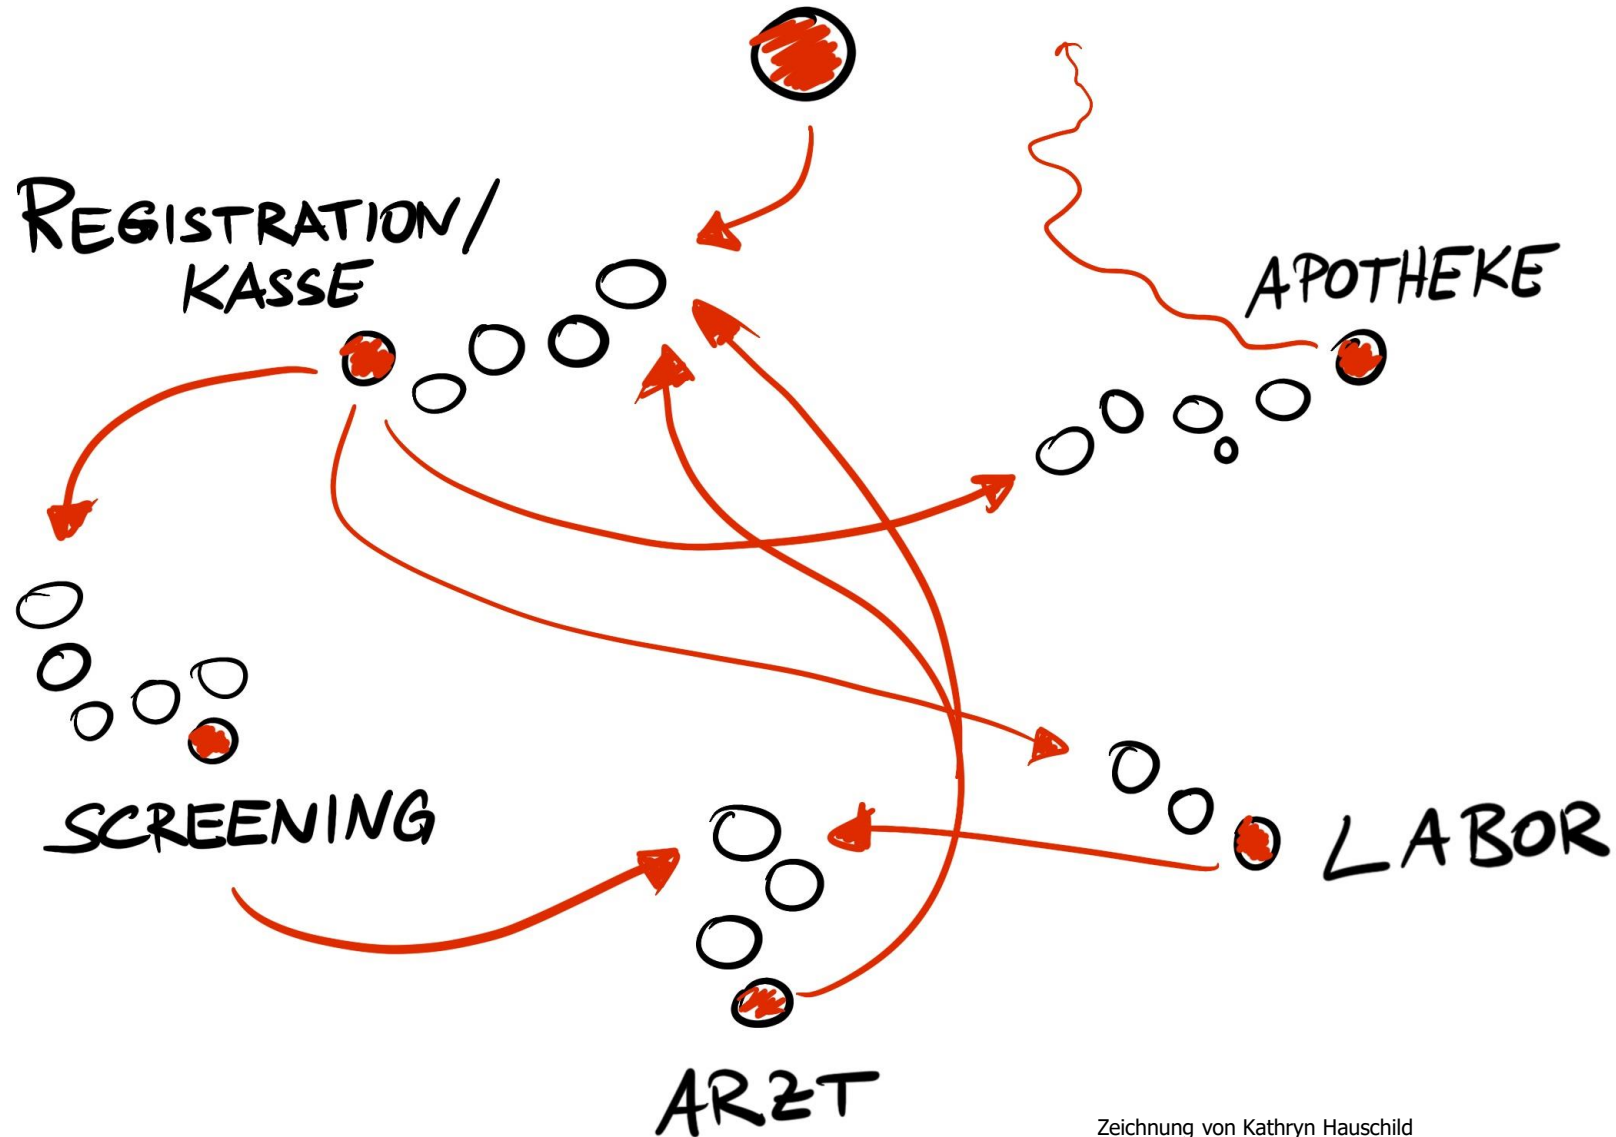 REGISTRATION/
KASSE
APOTHEKE
SCREENING
LABOR
ARZT
Zeichnung von Kathryn Hauschild